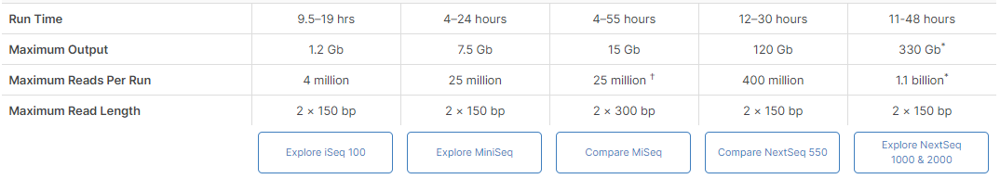 Run Time 9.5–19 hrs 4–24 hours 4–55 hours 12–30 hours 11-48 hours
Maximum Output 1.2 Gb 7.5 Gb 15 Gb 120 Gb 330 Gb*
Maximum Reads Per Run 4 million 25 million 25 million † 400 million 1.1 billion*
Maximum Read Length 2 × 150 bp 2 × 150 bp 2 × 300 bp 2 × 150 bp 2 × 150 bp
Explore iSeq 100 Explore MiniSeq Compare MiSeq Compare NextSeq 550 Explore NextSeq
1000 & 2000